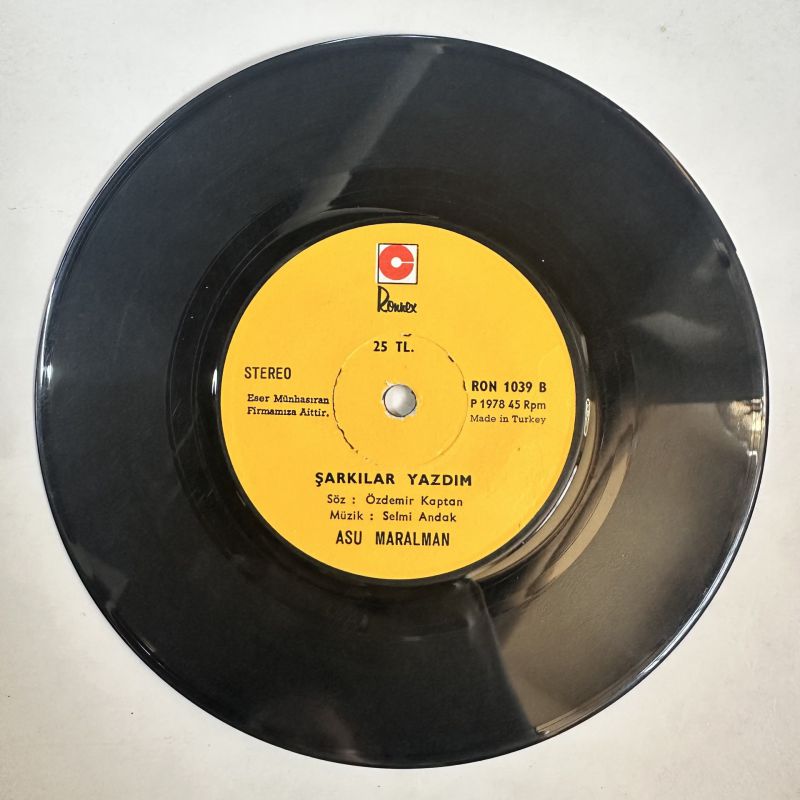 Ronnex
25 TL.
STEREO
RON 1039 B
Eser Münhasıran
Firmamıza Aittir.
P 1978 45 Rpm
Made in Turkey
ŞARKILAR YAZDIM
Söz : Özdemir Kaptan
Müzik : Selmi Andak
ASU MARALMAN